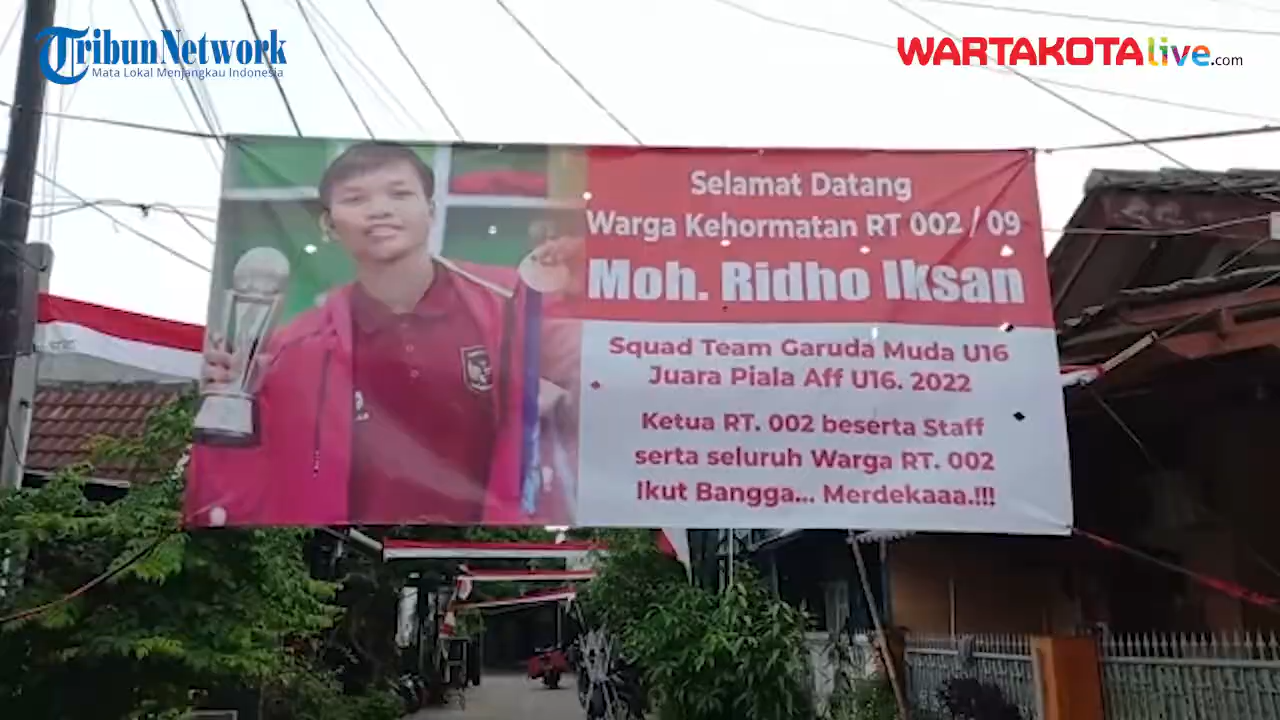 TribunNetwork
Mata Lokal Menjangkau Indonesia
WARTAKOTAlive.com
Selamat Datang
Warga Kehormatan RT 002 / 09
Moh. Ridho Iksan
Squad Team Garuda Muda U16
Juara Piala Aff U16. 2022
Ketua RT. 002 beserta Staff
serta seluruh Warga RT. 002
Ikut Bangga... Merdekaaa.!!!